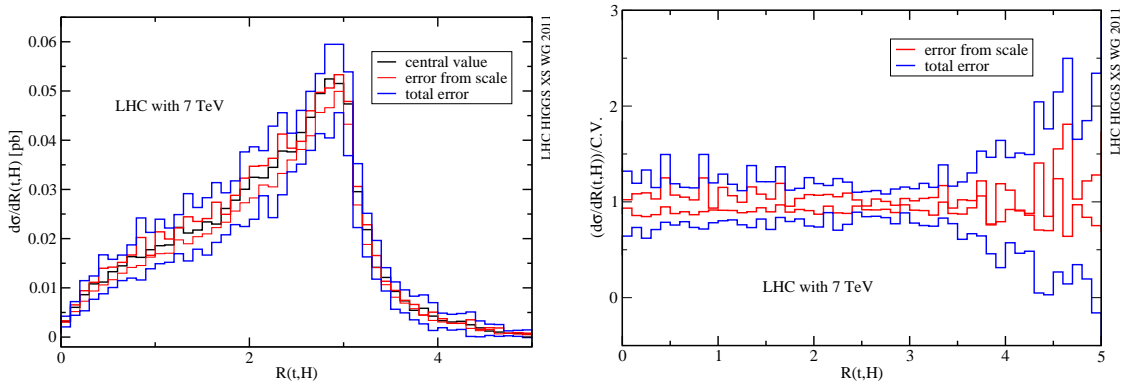 0.06
0.05
0.04
0.03
0.02
0.01
0
0
2
4
dσ/dR(t,H) [pb]
R(t,H)
LHC with 7 TeV
central value
error from scale
total error
LHC HIGGS XS WG 2011
3
2
1
0
0
1
2
3
4
5
(dσ/dR(t,H))/C.V.
R(t,H)
LHC with 7 TeV
error from scale
total error
LHC HIGGS XS WG 2011